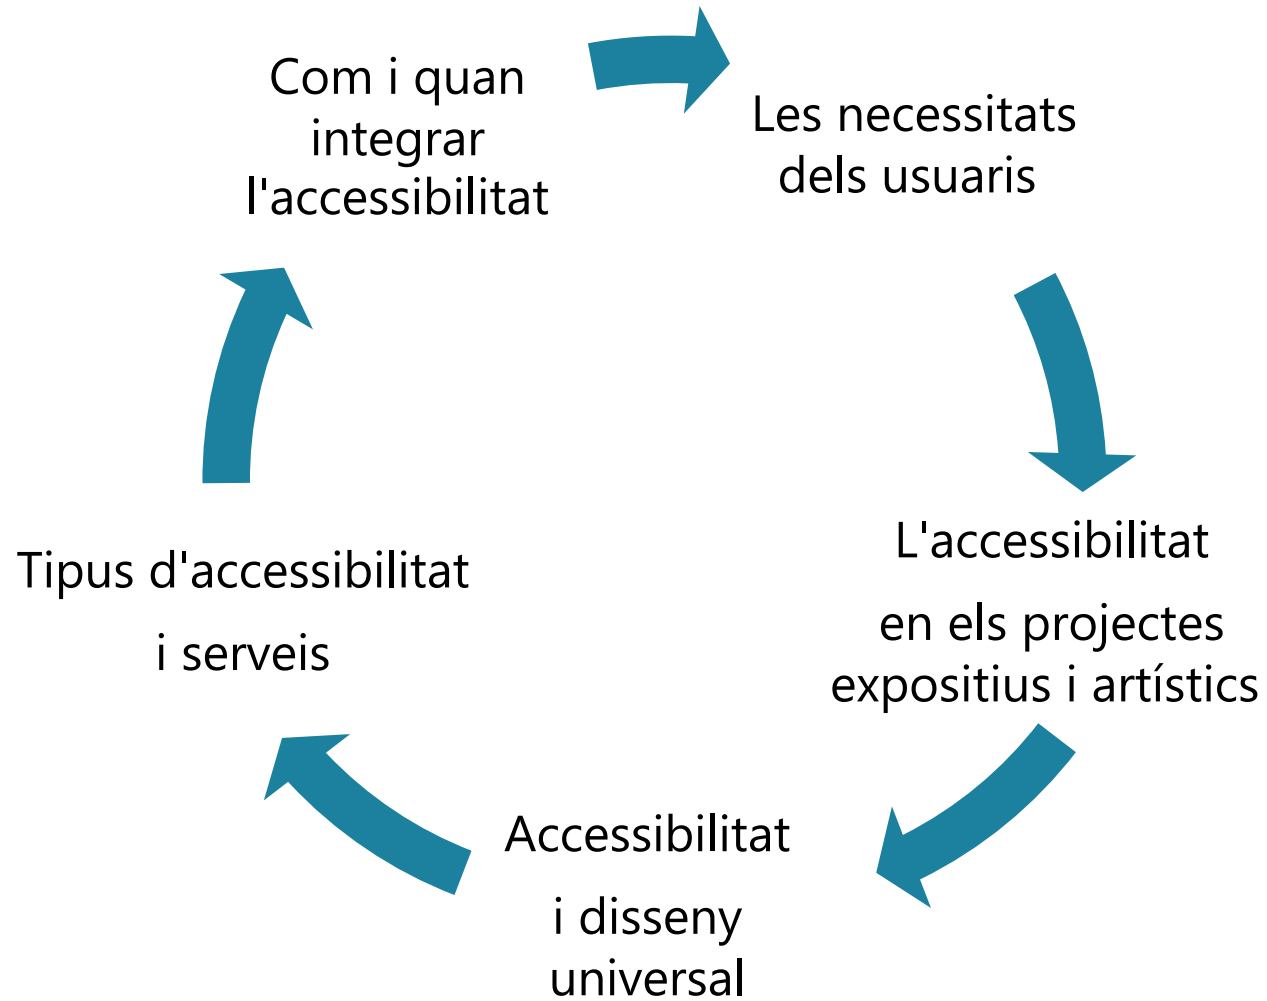 Com i quan
integrar
l'accessibilitat
Les necessitats
dels usuaris
L'accessibilitat
en els projectes
expositius i artístics
Accessibilitat
i disseny
universal
Tipus d'accessibilitat
i serveis